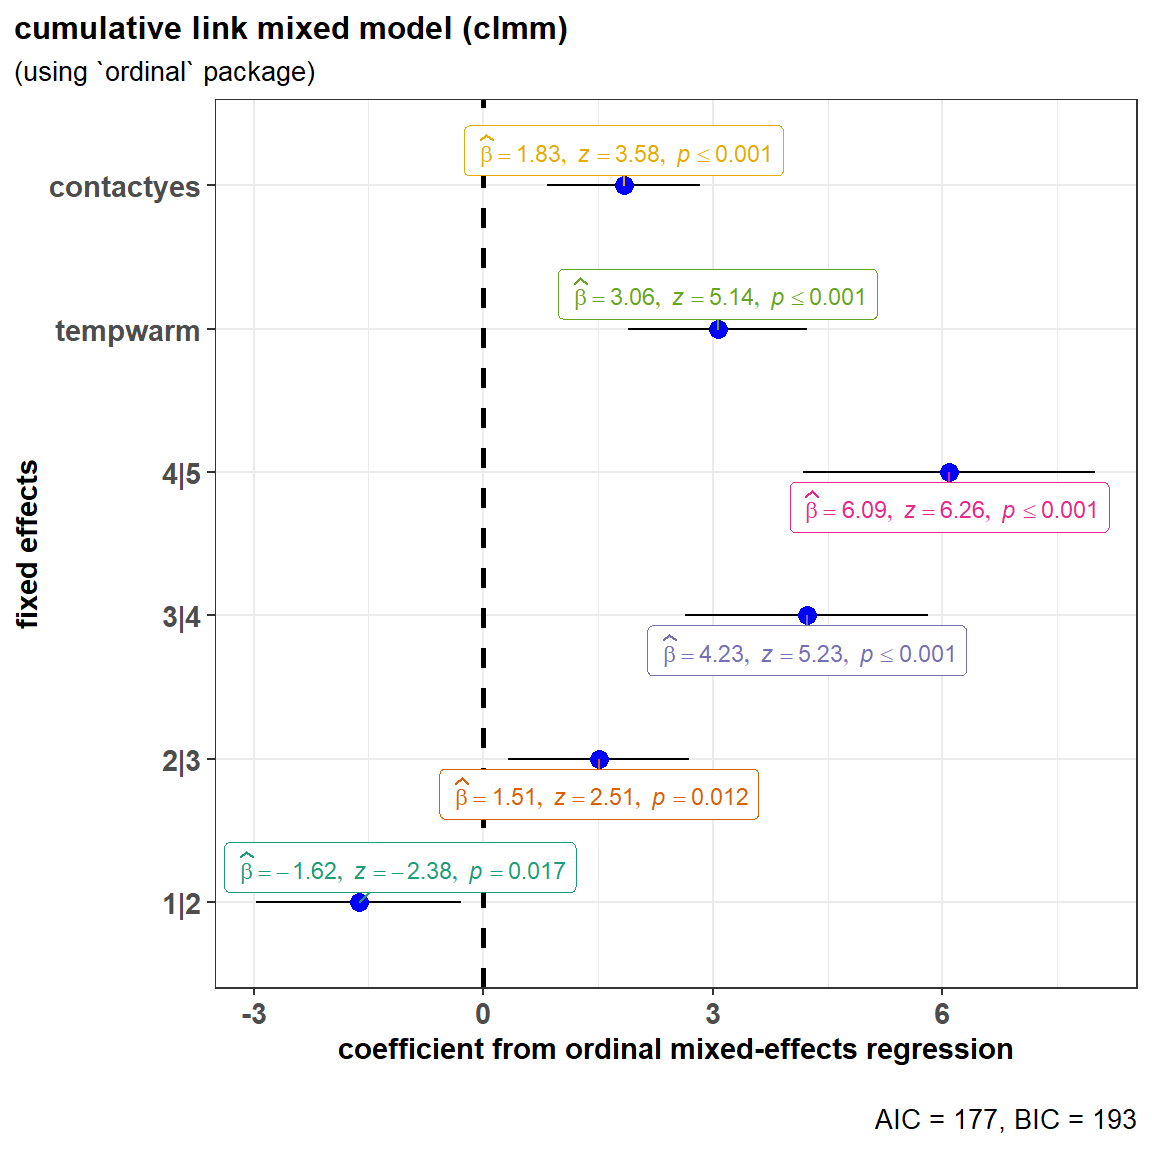 cumulative link mixed model (clmm)
(using `ordinal` package)
fixed effects
contactyes
β̂ = 1.83, z = 3.58, p ≤ 0.001
tempwarm
β̂ = 3.06, z = 5.14, p ≤ 0.001
4|5
β̂ = 6.09, z = 6.26, p ≤ 0.001
3|4
β̂ = 4.23, z = 5.23, p ≤ 0.001
2|3
β̂ = 1.51, z = 2.51, p = 0.012
1|2
β̂ = −1.62, z = −2.38, p = 0.017
-3 0 3 6
coefficient from ordinal mixed-effects regression
AIC = 177, BIC = 193